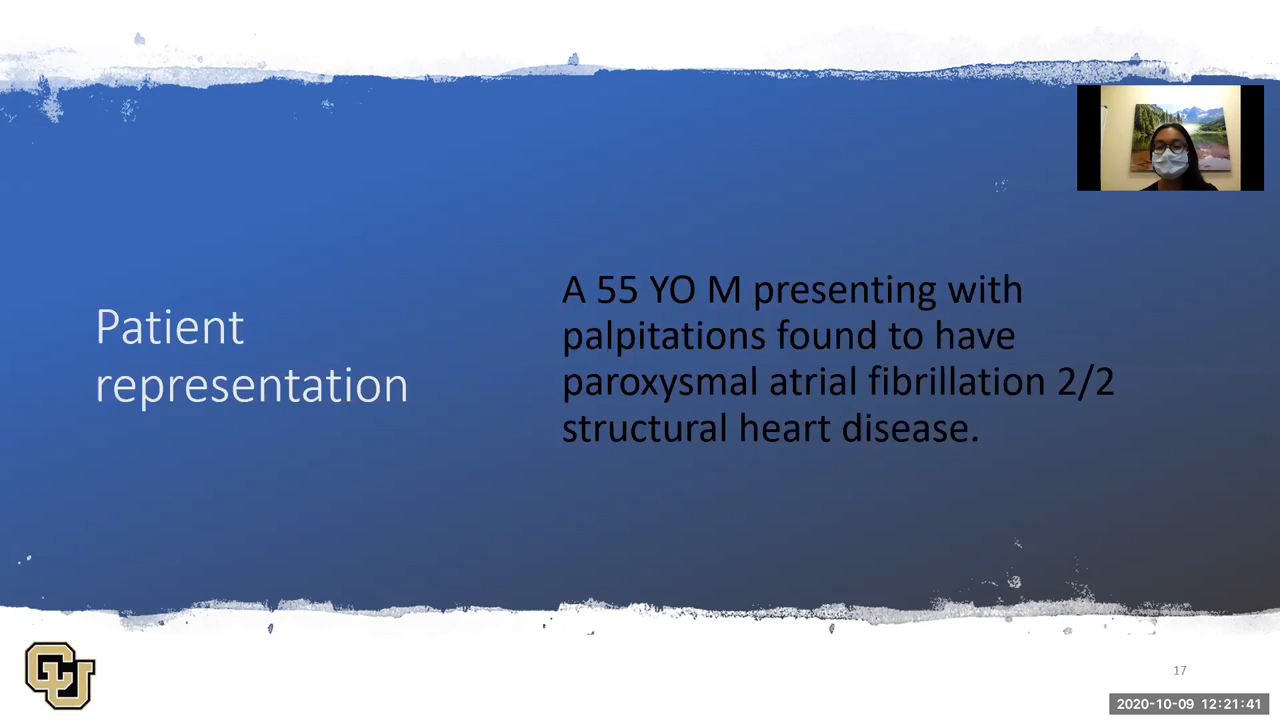 Patient
representation
A 55 YO M presenting with
palpitations found to have
paroxysmal atrial fibrillation 2/2
structural heart disease.
CU
17
2020-10-09 12:21:41